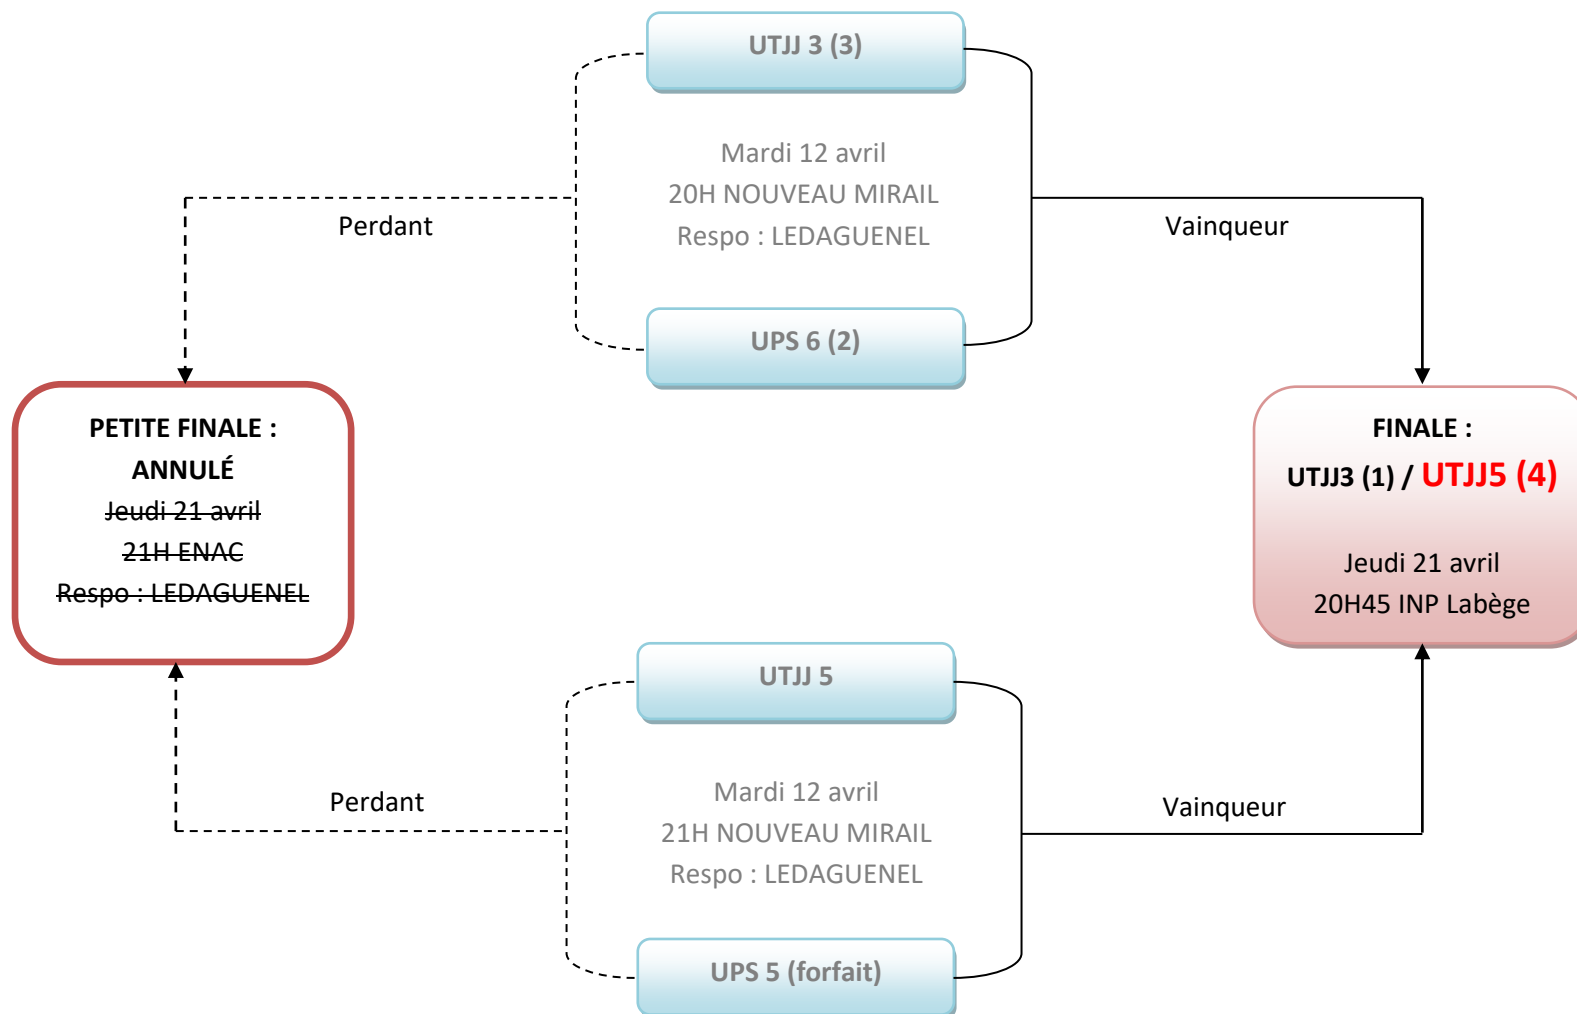 UTJJ 3 (3)
Mardi 12 avril
20H NOUVEAU MIRAIL
Respo : LEDAGUENEL
Perdant
Vainqueur
UPS 6 (2)
PETITE FINALE :
ANNULÉ
Jeudi 21 avril
21H ENAC
Respo : LEDAGUENEL
FINALE :
UTJJ3 (1) / UTJJ5 (4)
Jeudi 21 avril
20H45 INP Labège
UTJJ 5
Mardi 12 avril
21H NOUVEAU MIRAIL
Respo : LEDAGUENEL
Perdant
Vainqueur
UPS 5 (forfait)